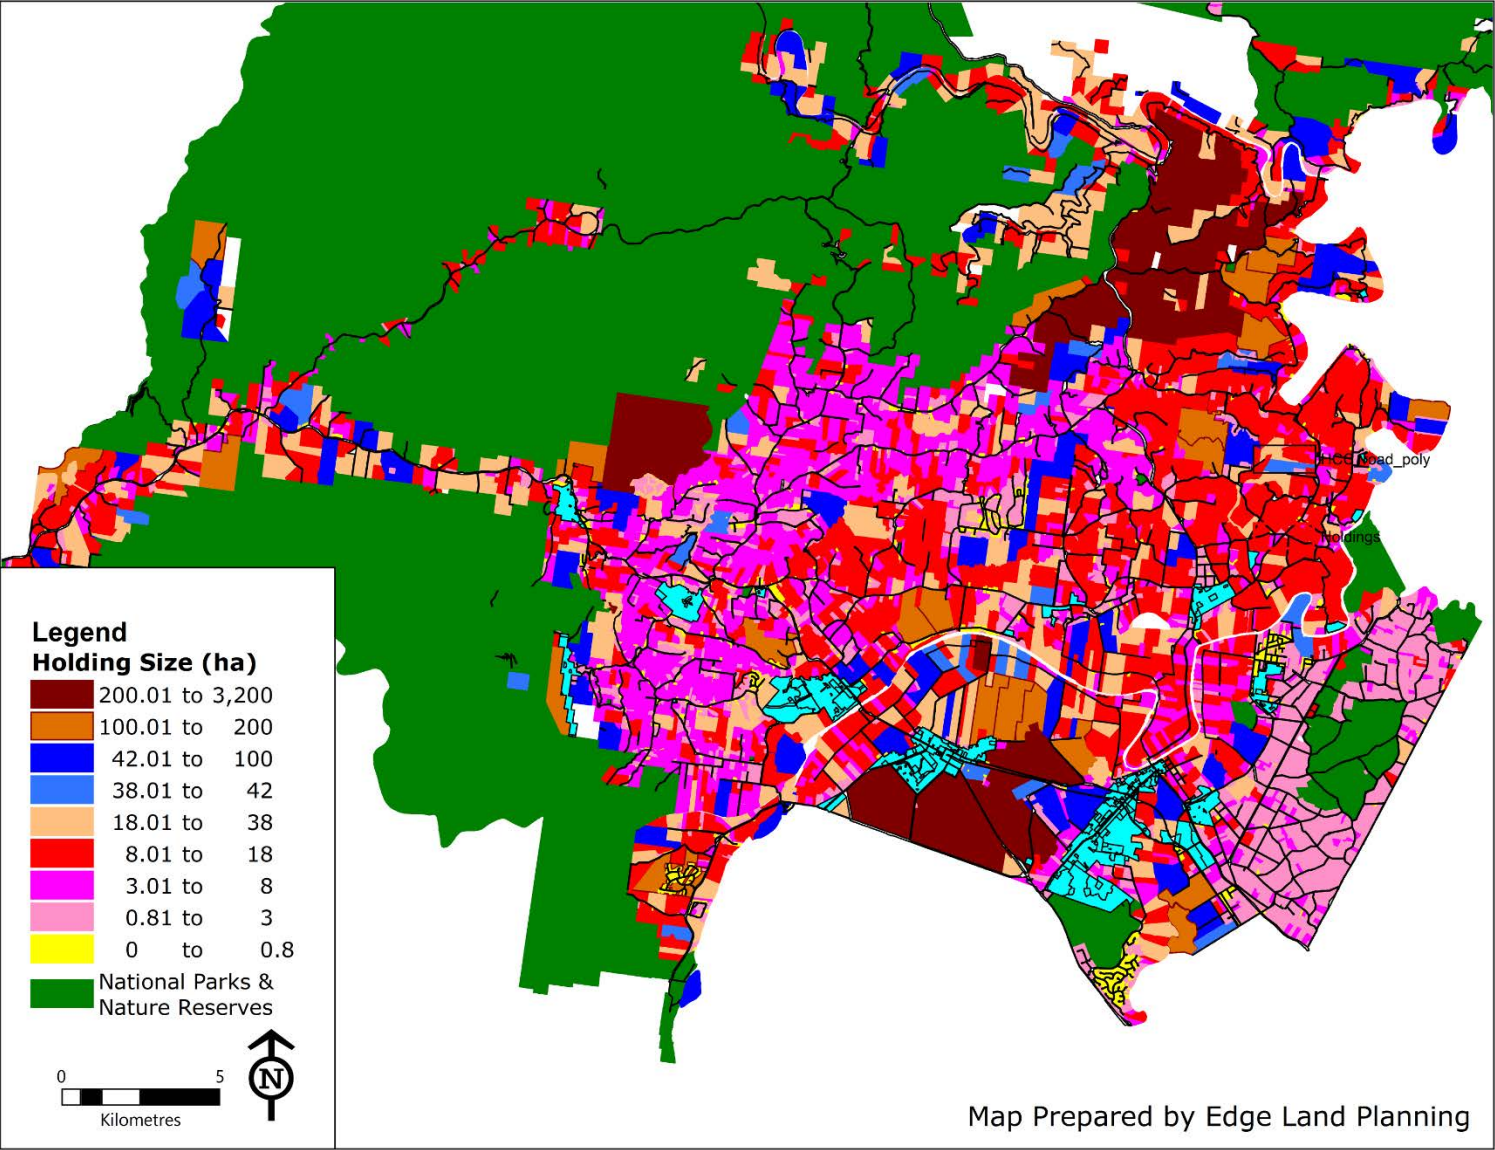 HCC_Road_poly
Holdings
Legend
Holding Size (ha)
200.01 to 3,200
100.01 to 200
42.01 to 100
38.01 to 42
18.01 to 38
8.01 to 18
3.01 to 8
0.81 to 3
0 to 0.8
National Parks &
Nature Reserves
N
0 5
Kilometres
Map Prepared by Edge Land Planning